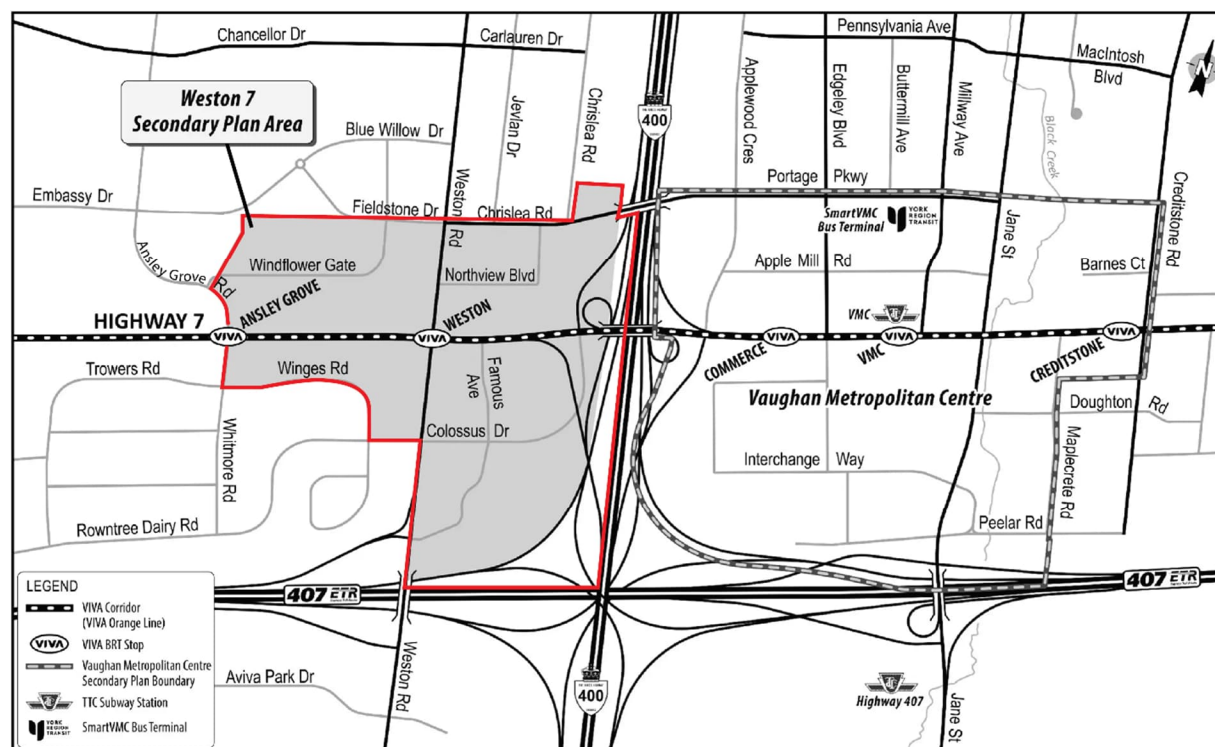 Chancellor Dr
Carlauren Dr
Pennsylvania Ave
MacIntosh
Blvd
N
Weston 7
Secondary Plan Area
Blue Willow Dr
Jevlan Dr
Chrislea Rd
400
Applewood Cres
Edgeley Blvd
Buttermill Ave
Millway Ave
Black Creek
Embassy Dr
Fieldstone Dr
Weston Rd
Chrislea Rd
Portage Pkwy
SmartVMC
Bus Terminal
YORK
REGION
TRANSIT
Jane St
Creditstone Rd
Ansley Grove Rd
Windflower Gate
Northview Blvd
Apple Mill Rd
Barnes Ct
ANSLEY GROVE
WESTON
VMC
HIGHWAY 7
VIVA
VIVA
VIVA
VIVA
VIVA
COMMERCE
VMC
CREDITSTONE
Trowers Rd
Winges Rd
Famous Ave
Vaughan Metropolitan Centre
Doughton Rd
Whitmore Rd
Colossus Dr
Interchange Way
Maplecrete Rd
Rowntree Dairy Rd
Peelar Rd
407 ETR
407 ETR
Weston Rd
Aviva Park Dr
400
Highway 407
Jane St
LEGEND
VIVA Corridor
(VIVA Orange Line)
VIVA
VIVA BRT Stop
Vaughan Metropolitan Centre
Secondary Plan Boundary
TTC Subway Station
YORK
REGION
TRANSIT
SmartVMC Bus Terminal